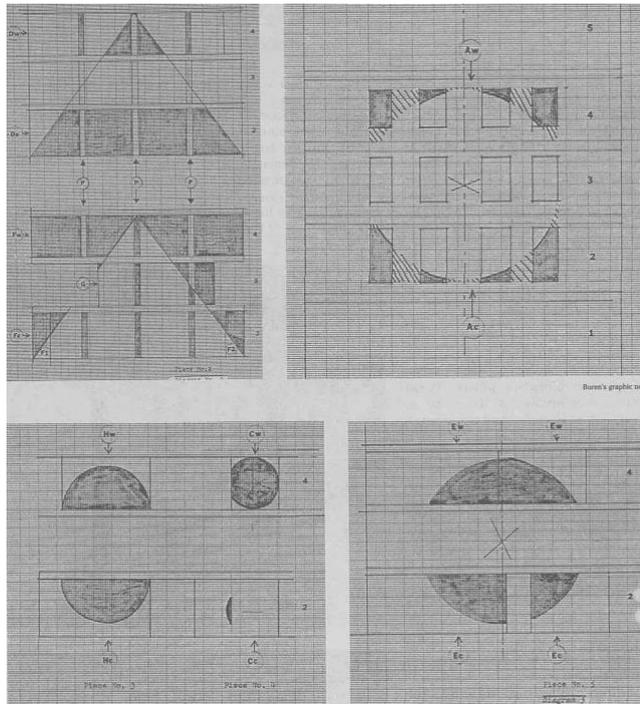 Dw
4
3
Dc
2
P
P
P
Fw
4
G
3
Fc
F1
F2
2
Piece No.2
Aw
5
4
3
2
Ac
1
Buren's graphic no
Hw
Cw
4
2
Hc
Cc
Piece No. 3
Piece No. 4
Ew
Ew
4
2
Ec
Ec
Piece No. 5
Diagram 3